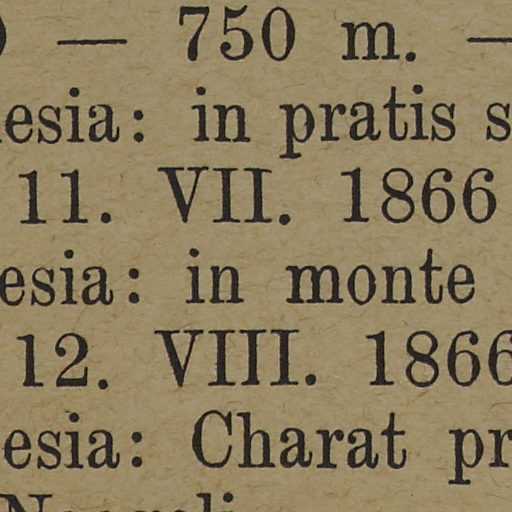 ) — 750 m. —
esia: in pratis s
11. VII. 1866
esia: in monte
12. VIII. 1866
esia: Charat pr